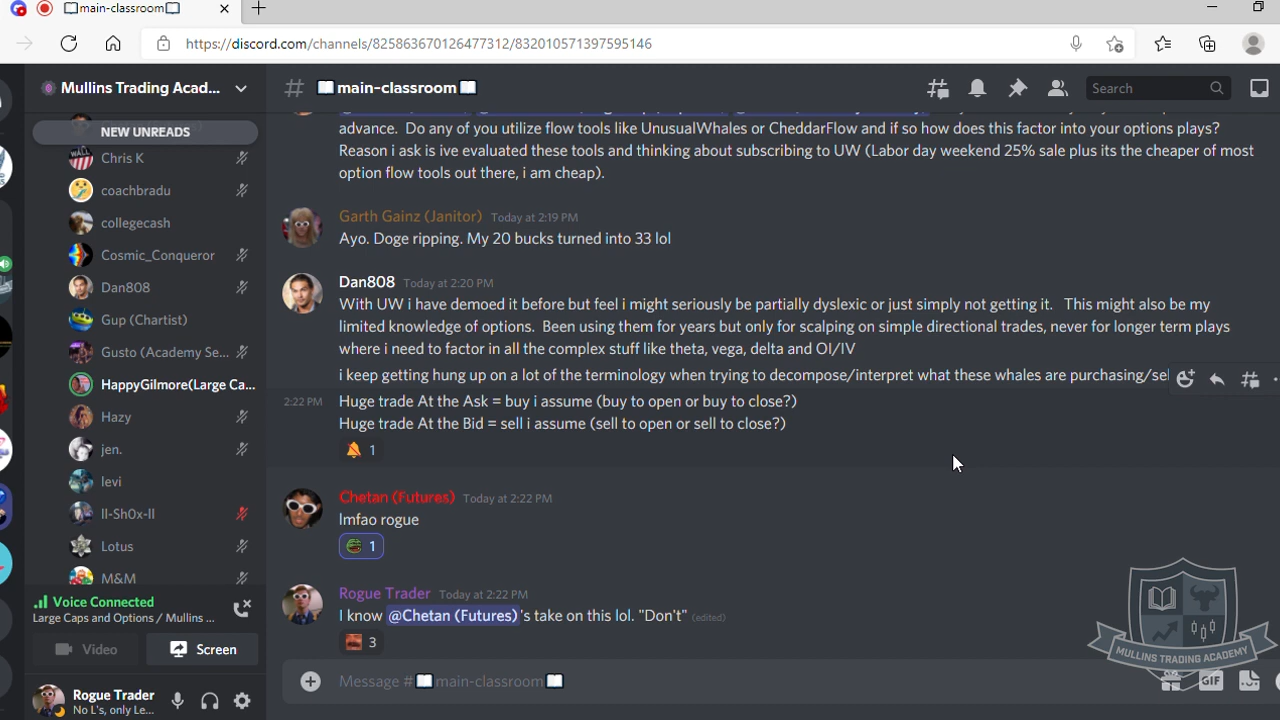 main-classroom
https://discord.com/channels/825863670126477312/832010571397595146
Mullins Trading Acad...
# main-classroom
Search
NEW UNREADS
Chris K
coachbradu
collegecash
Cosmic_Conqueror
Dan808
Gup (Chartist)
Gusto (Academy Se...
HappyGilmore(Large Ca...
Hazy
jen.
levi
II-Sh0x-II
Lotus
M&M
Voice Connected
Large Caps and Options / Mullins ...
Video
Screen
Rogue Trader
No L's, only Le...
advance. Do any of you utilize flow tools like UnusualWhales or CheddarFlow and if so how does this factor into your options plays?
Reason i ask is ive evaluated these tools and thinking about subscribing to UW (Labor day weekend 25% sale plus its the cheaper of most
option flow tools out there, i am cheap).
Garth Gainz (Janitor) Today at 2:19 PM
Ayo. Doge ripping. My 20 bucks turned into 33 lol
Dan808 Today at 2:20 PM
With UW i have demoed it before but feel i might seriously be partially dyslexic or just simply not getting it. This might also be my
limited knowledge of options. Been using them for years but only for scalping on simple directional trades, never for longer term plays
where i need to factor in all the complex stuff like theta, vega, delta and OI/IV
i keep getting hung up on a lot of the terminology when trying to decompose/interpret what these whales are purchasing/sel
2:22 PM Huge trade At the Ask = buy i assume (buy to open or buy to close?)
Huge trade At the Bid = sell i assume (sell to open or sell to close?)
1
Chetan (Futures) Today at 2:22 PM
lmfao rogue
1
Rogue Trader Today at 2:22 PM
I know @Chetan (Futures)'s take on this lol. "Don't" (edited)
3
Message # main-classroom
GIF
MULLINS TRADING ACADEMY